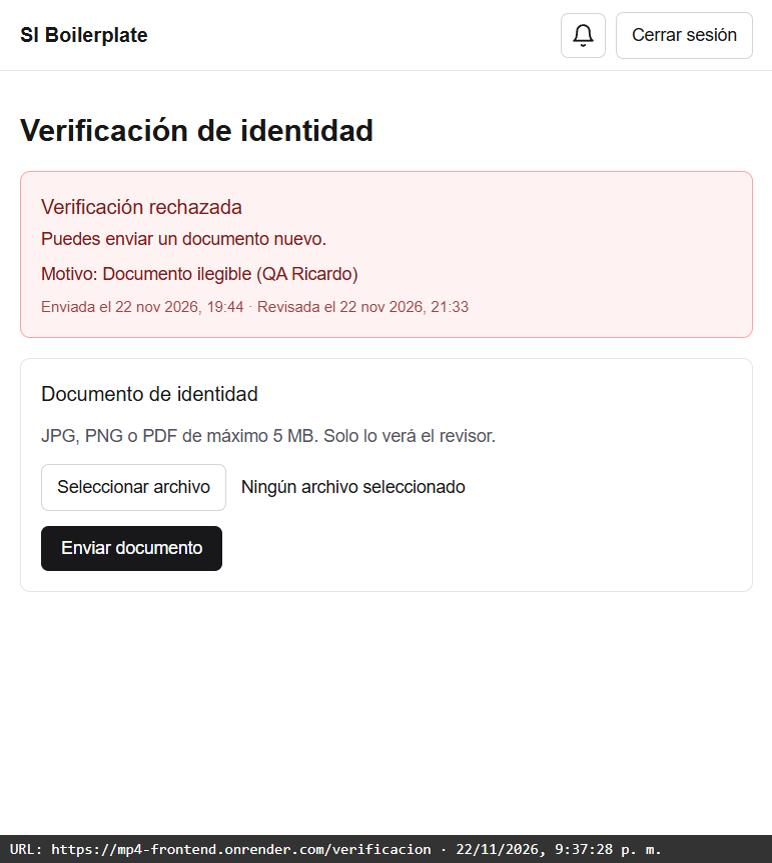 SI Boilerplate
Cerrar sesión
Verificación de identidad
Verificación rechazada
Puedes enviar un documento nuevo.
Motivo: Documento ilegible (QA Ricardo)
Enviada el 22 nov 2026, 19:44 · Revisada el 22 nov 2026, 21:33
Documento de identidad
JPG, PNG o PDF de máximo 5 MB. Solo lo verá el revisor.
Seleccionar archivo Ningún archivo seleccionado
Enviar documento
URL: https://mp4-frontend.onrender.com/verificacion · 22/11/2026, 9:37:28 p. m.